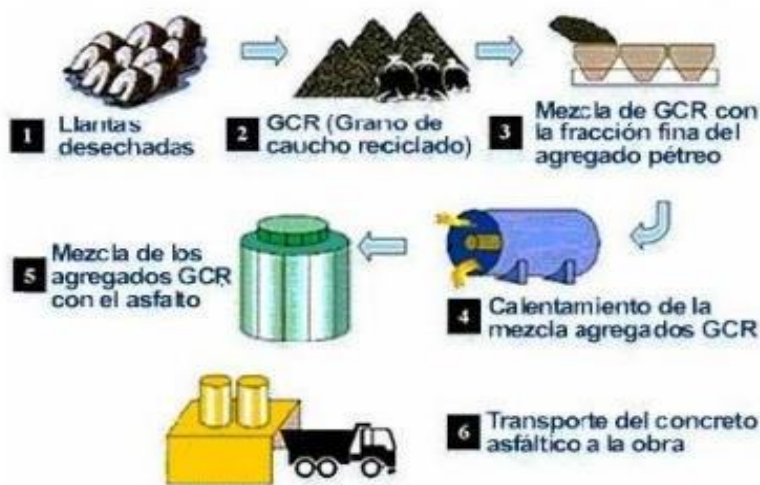 1 Llantas
desechadas
2 GCR (Grano de
caucho reciclado)
3 Mezcla de GCR con
la fracción fina del
agregado pétreo
4 Calentamiento de la
mezcla agregados GCR
5 Mezcla de los
agregados GCR
con el asfalto
6 Transporte del concreto
asfáltico a la obra